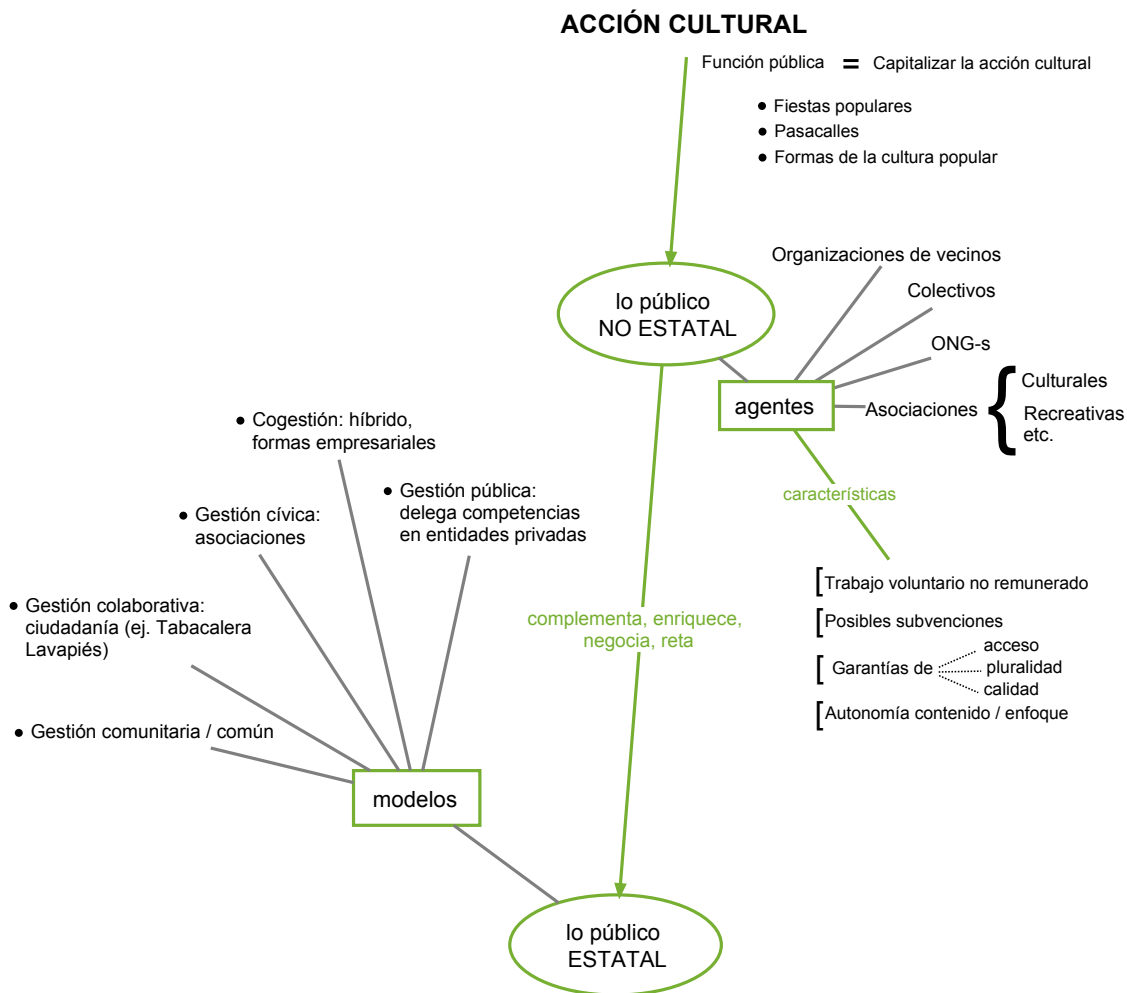 ACCIÓN CULTURAL
Función pública = Capitalizar la acción cultural
• Fiestas populares
• Pasacalles
• Formas de la cultura popular
lo público
NO ESTATAL
Organizaciones de vecinos
Colectivos
ONG-s
agentes
Asociaciones {
Culturales
Recreativas
etc.
características
[ Trabajo voluntario no remunerado
[ Posibles subvenciones
[ Garantías de
acceso
pluralidad
calidad
[ Autonomía contenido / enfoque
• Cogestión: híbrido,
formas empresariales
• Gestión pública:
delega competencias
en entidades privadas
• Gestión cívica:
asociaciones
• Gestión colaborativa:
ciudadanía (ej. Tabacalera
Lavapiés)
• Gestión comunitaria / común
modelos
complementa, enriquece,
negocia, reta
lo público
ESTATAL